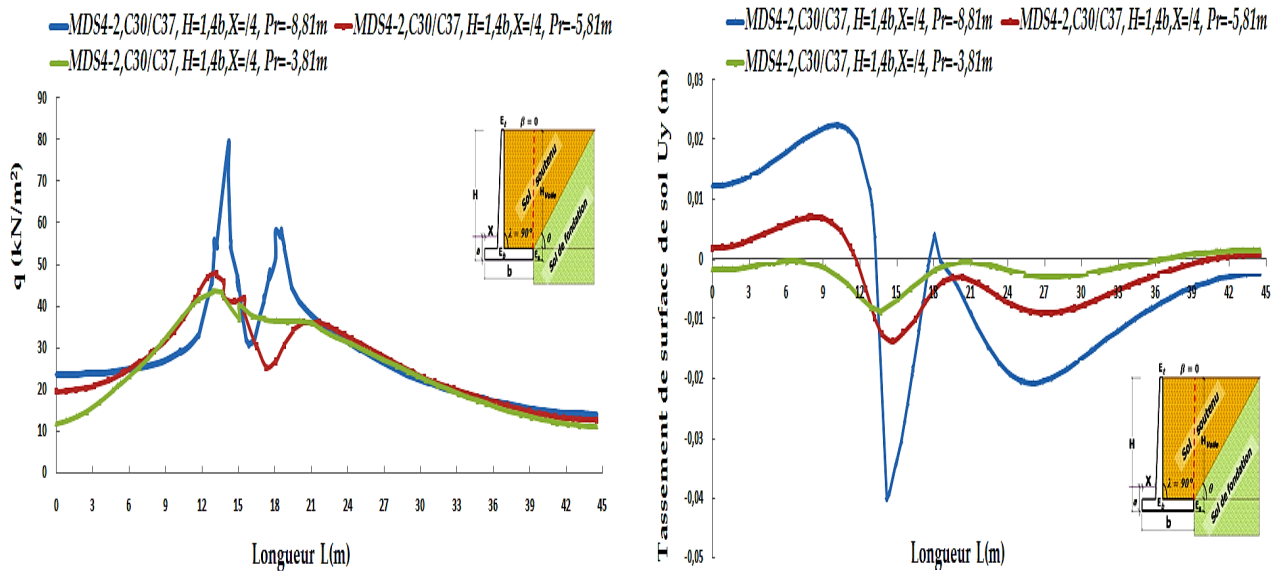 MDS4-2,C30/C37, H=1,4b,X=/4, Pr=-8,81m
MDS4-2,C30/C37, H=1,4b,X=/4, Pr=-5,81m
MDS4-2,C30/C37, H=1,4b,X=/4, Pr=-3,81m
q (kN/m²)
90
80
70
60
50
40
30
20
10
0
0 3 6 9 12 15 18 21 24 27 30 33 36 39 42 45
Longueur L(m)
β = 0
H
X
e
b
λ = 90°
θ
Sol soutenu
Sol de fondation
MDS4-2,C30/C37, H=1,4b,X=/4, Pr=-8,81m
MDS4-2,C30/C37, H=1,4b,X=/4, Pr=-5,81m
MDS4-2,C30/C37, H=1,4b,X=/4, Pr=-3,81m
Tassement de surface de sol Uy (m)
0,03
0,02
0,01
0
-0,01
-0,02
-0,03
-0,04
-0,05
0 3 6 9 12 15 18 21 24 27 30 33 36 39 42 45
Longueur L(m)
β = 0
H
X
e
b
λ = 90°
θ
Sol soutenu
Sol de fondation